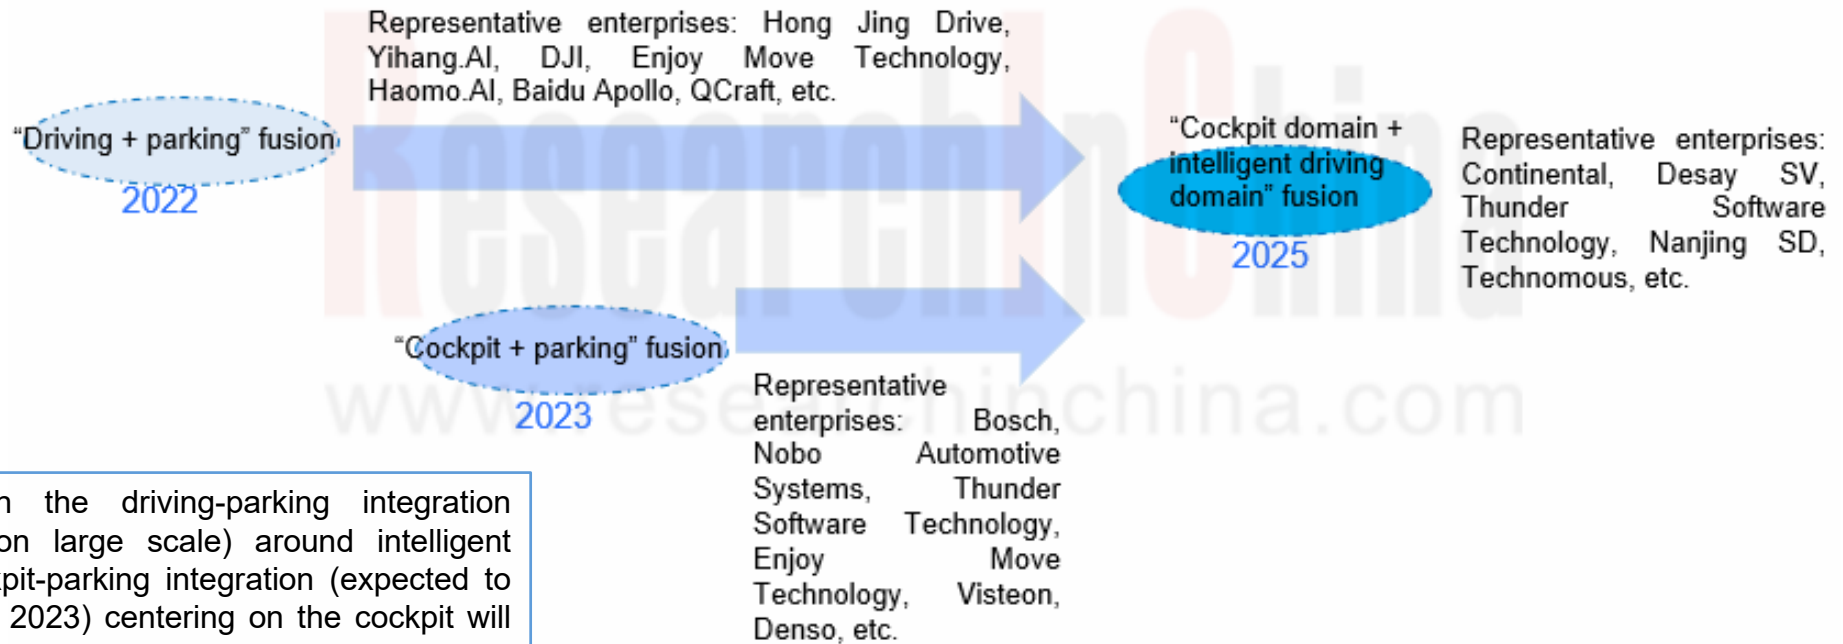 Representative enterprises: Hong Jing Drive,
Yihang.AI, DJI, Enjoy Move Technology,
Haomo.AI, Baidu Apollo, QCraft, etc.
“Driving + parking” fusion
2022
“Cockpit domain +
intelligent driving
domain” fusion
2025
Representative enterprises:
Continental, Desay SV,
Thunder Software
Technology, Nanjing SD,
Technomous, etc.
“Cockpit + parking” fusion
2023
Representative
enterprises: Bosch,
Nobo Automotive
Systems, Thunder
Software Technology,
Enjoy Move
Technology, Visteon,
Denso, etc.
ResearchInChina
www.researchinchina.com
the driving-parking integration
on large scale) around intelligent
pit-parking integration (expected to
2023) centering on the cockpit will